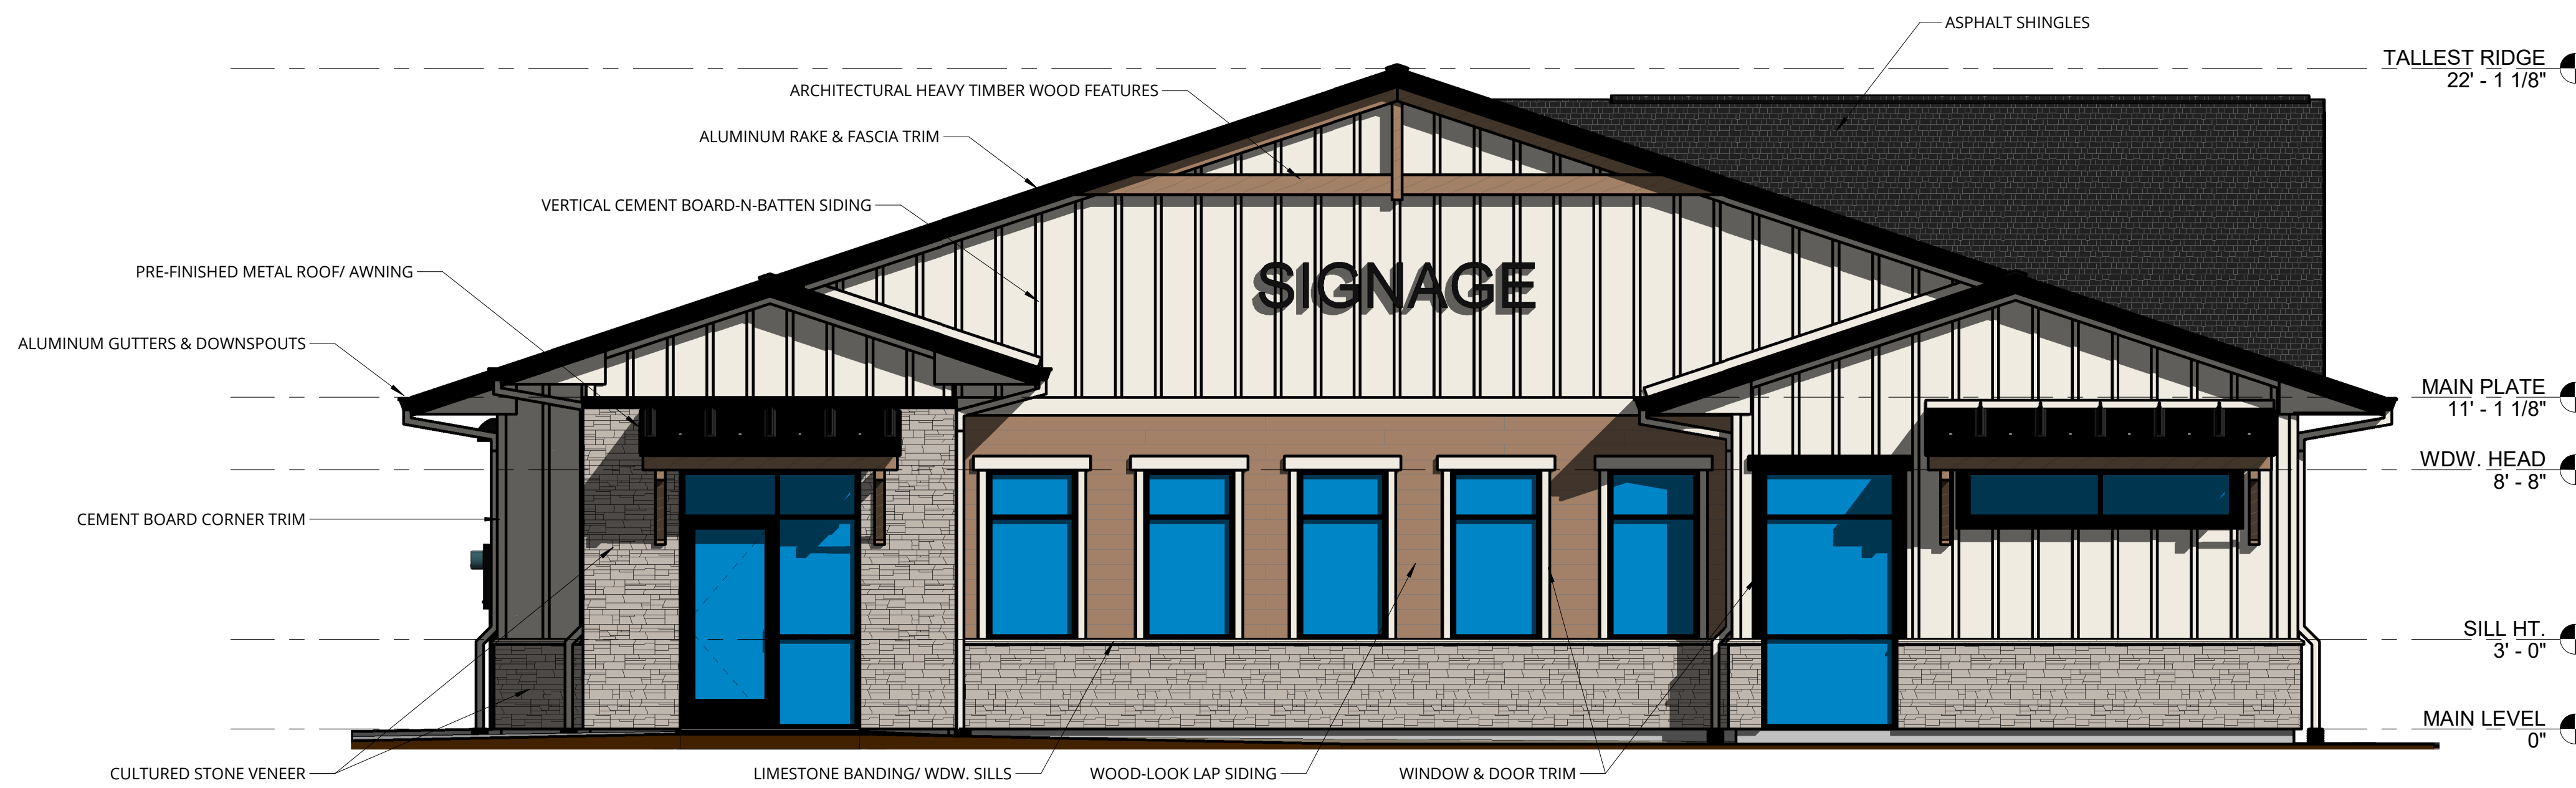 ASPHALT SHINGLES
TALLEST RIDGE
22' - 1 1/8"
ARCHITECTURAL HEAVY TIMBER WOOD FEATURES
ALUMINUM RAKE & FASCIA TRIM
VERTICAL CEMENT BOARD-N-BATTEN SIDING
PRE-FINISHED METAL ROOF/ AWNING
SIGNAGE
ALUMINUM GUTTERS & DOWNSPOUTS
MAIN PLATE
11' - 1 1/8"
WDW. HEAD
8' - 8"
CEMENT BOARD CORNER TRIM
SILL HT.
3' - 0"
MAIN LEVEL
0"
CULTURED STONE VENEER
LIMESTONE BANDING/ WDW. SILLS
WOOD-LOOK LAP SIDING
WINDOW & DOOR TRIM